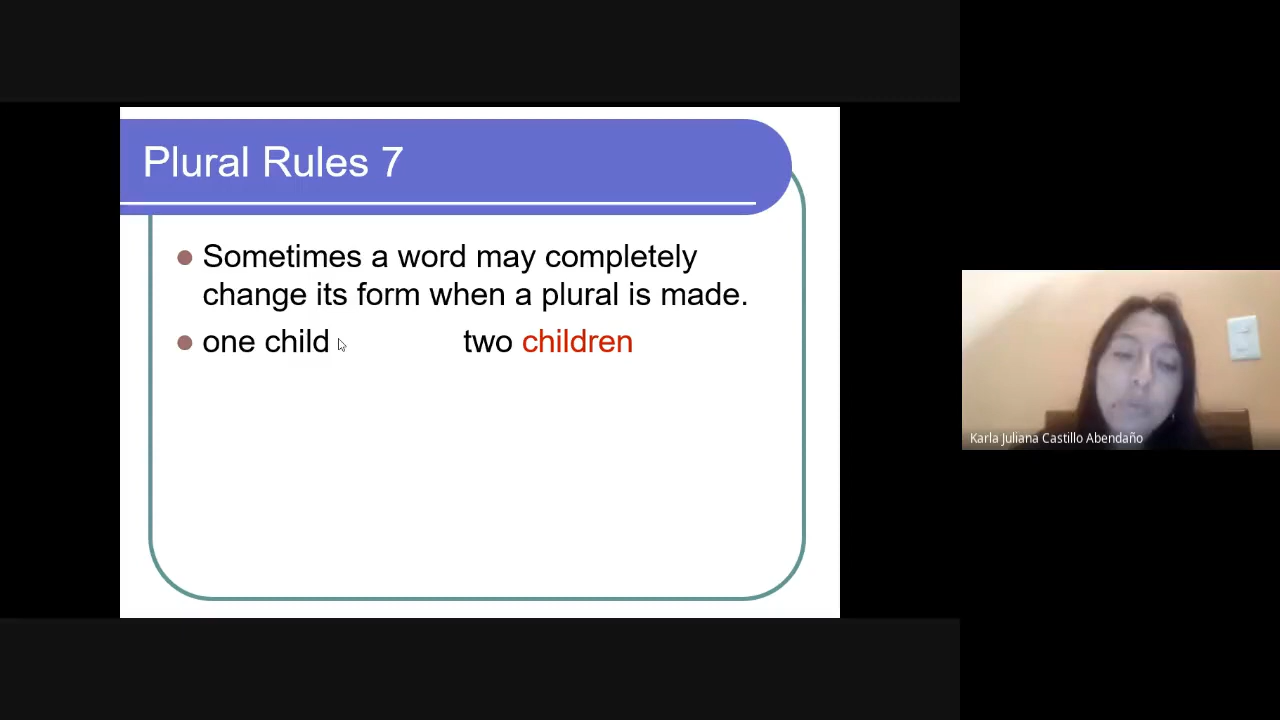 Plural Rules 7
Sometimes a word may completely
change its form when a plural is made.
one child two children
Karla Juliana Castillo Abendaño